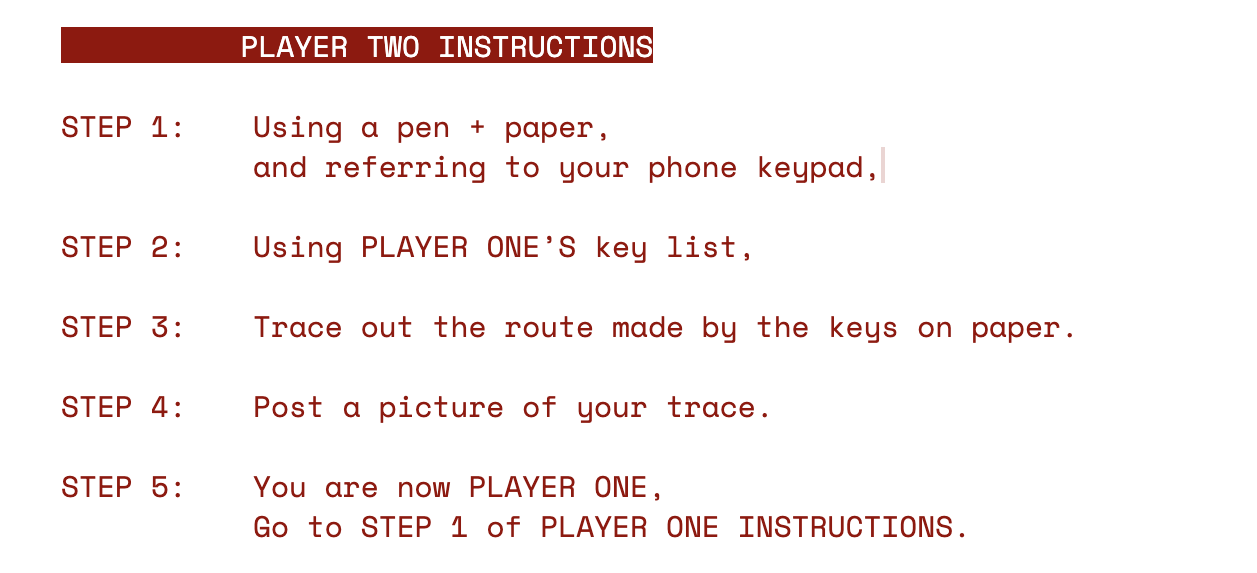 PLAYER TWO INSTRUCTIONS
STEP 1: Using a pen + paper,
and referring to your phone keypad,
STEP 2: Using PLAYER ONE’S key list,
STEP 3: Trace out the route made by the keys on paper.
STEP 4: Post a picture of your trace.
STEP 5: You are now PLAYER ONE,
Go to STEP 1 of PLAYER ONE INSTRUCTIONS.